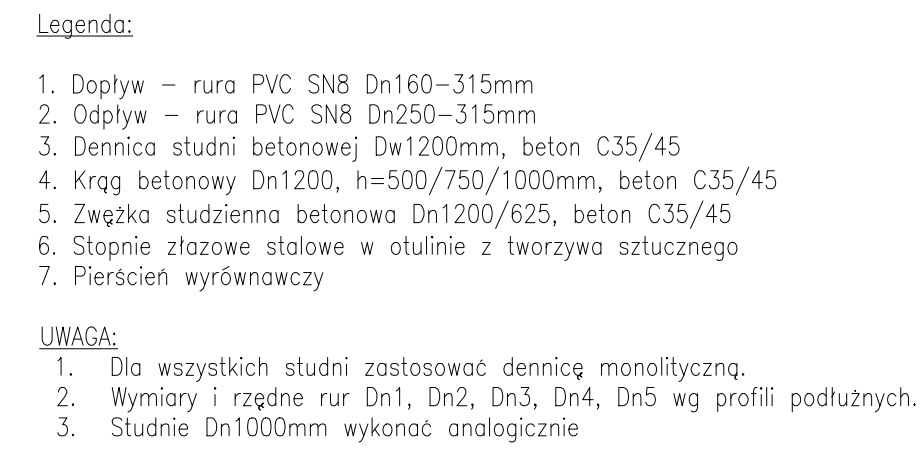 Legenda:
1. Dopływ – rura PVC SN8 Dn160–315mm
2. Odpływ – rura PVC SN8 Dn250–315mm
3. Dennica studni betonowej Dw1200mm, beton C35/45
4. Krąg betonowy Dn1200, h=500/750/1000mm, beton C35/45
5. Zwężka studzienna betonowa Dn1200/625, beton C35/45
6. Stopnie złazowe stalowe w otulinie z tworzywa sztucznego
7. Pierścień wyrównawczy
UWAGA:
1. Dla wszystkich studni zastosować dennicę monolityczną.
2. Wymiary i rzędne rur Dn1, Dn2, Dn3, Dn4, Dn5 wg profili podłużnych.
3. Studnie Dn1000mm wykonać analogicznie